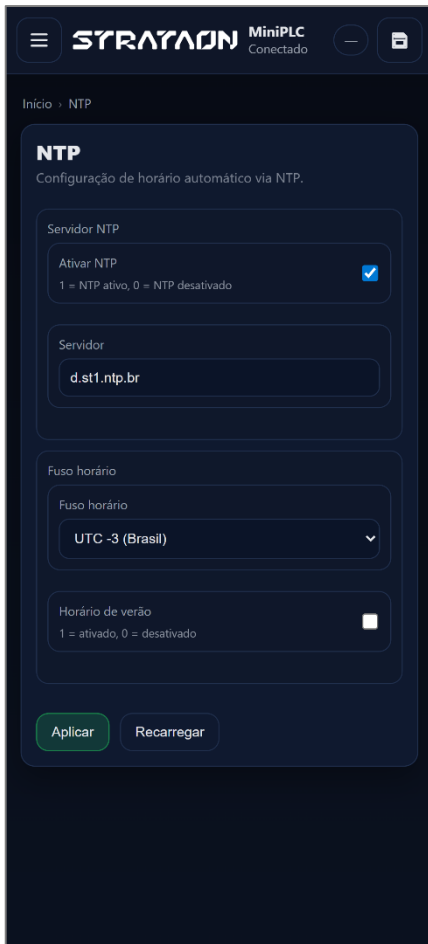 STRATAON
MiniPLC
Conectado
Início › NTP
NTP
Configuração de horário automático via NTP.
Servidor NTP
Ativar NTP
1 = NTP ativo, 0 = NTP desativado
Servidor
d.st1.ntp.br
Fuso horário
Fuso horário
UTC -3 (Brasil)
Horário de verão
1 = ativado, 0 = desativado
Aplicar
Recarregar